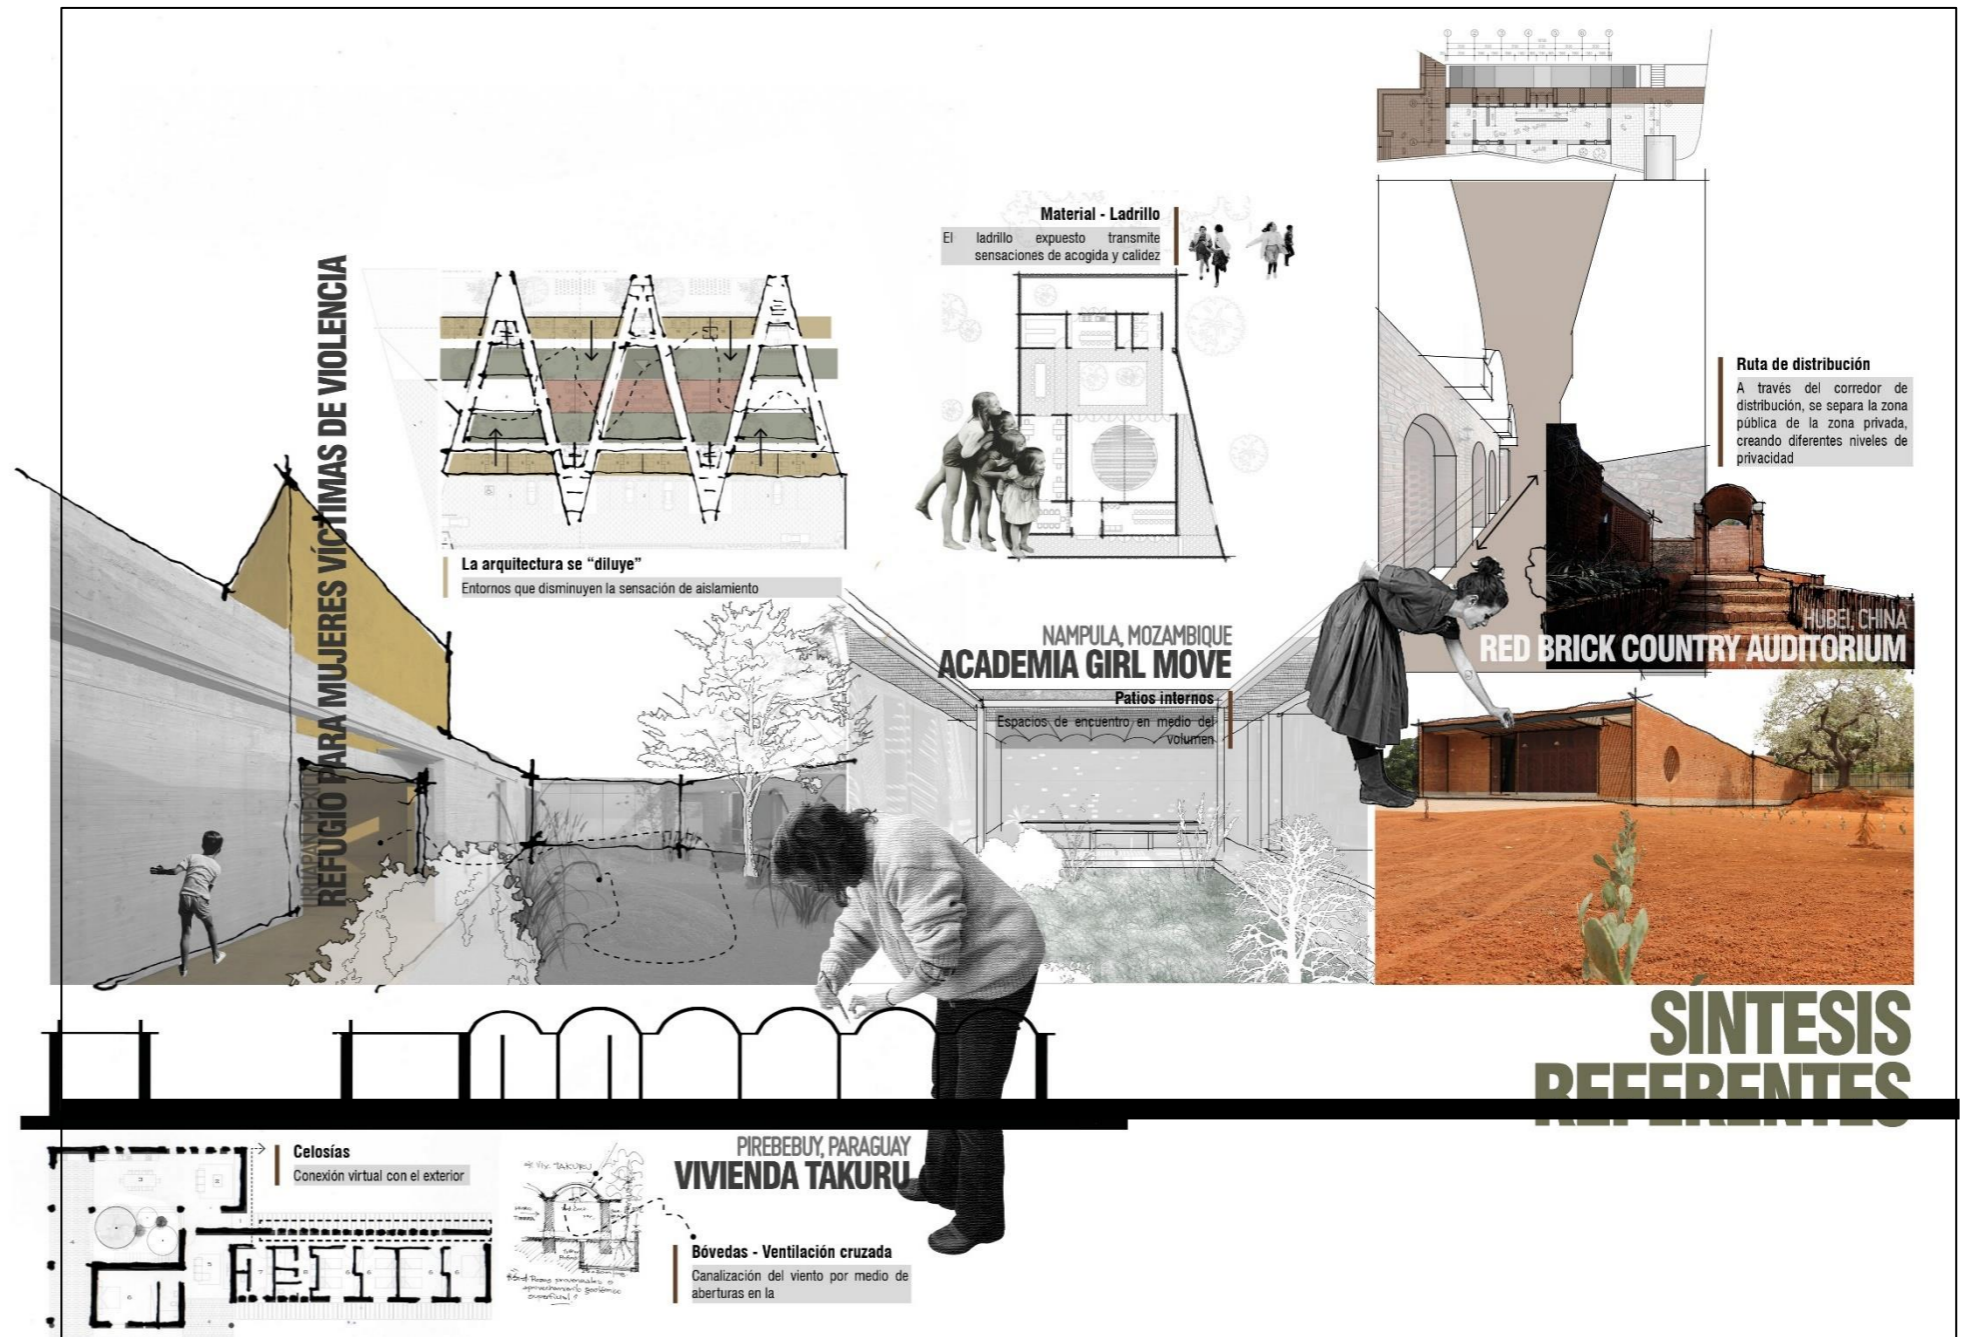 URUAPAN, MEXICO
REFUGIO PARA MUJERES VÍCTIMAS DE VIOLENCIA
La arquitectura se “diluye”
Entornos que disminuyen la sensación de aislamiento
Material - Ladrillo
El ladrillo expuesto transmite
sensaciones de acogida y calidez
NAMPULA, MOZAMBIQUE
ACADEMIA GIRL MOVE
Patios internos
Espacios de encuentro en medio del
volumen
Ruta de distribución
A través del corredor de
distribución, se separa la zona
pública de la zona privada,
creando diferentes niveles de
privacidad
HUBEI, CHINA
RED BRICK COUNTRY AUDITORIUM
SÍNTESIS
REFERENTES
Celosías
Conexión virtual con el exterior
PIREBEBUY, PARAGUAY
VIVIENDA TAKURU
TAKURU
Bóvedas - Ventilación cruzada
Canalización del viento por medio de
aberturas en la